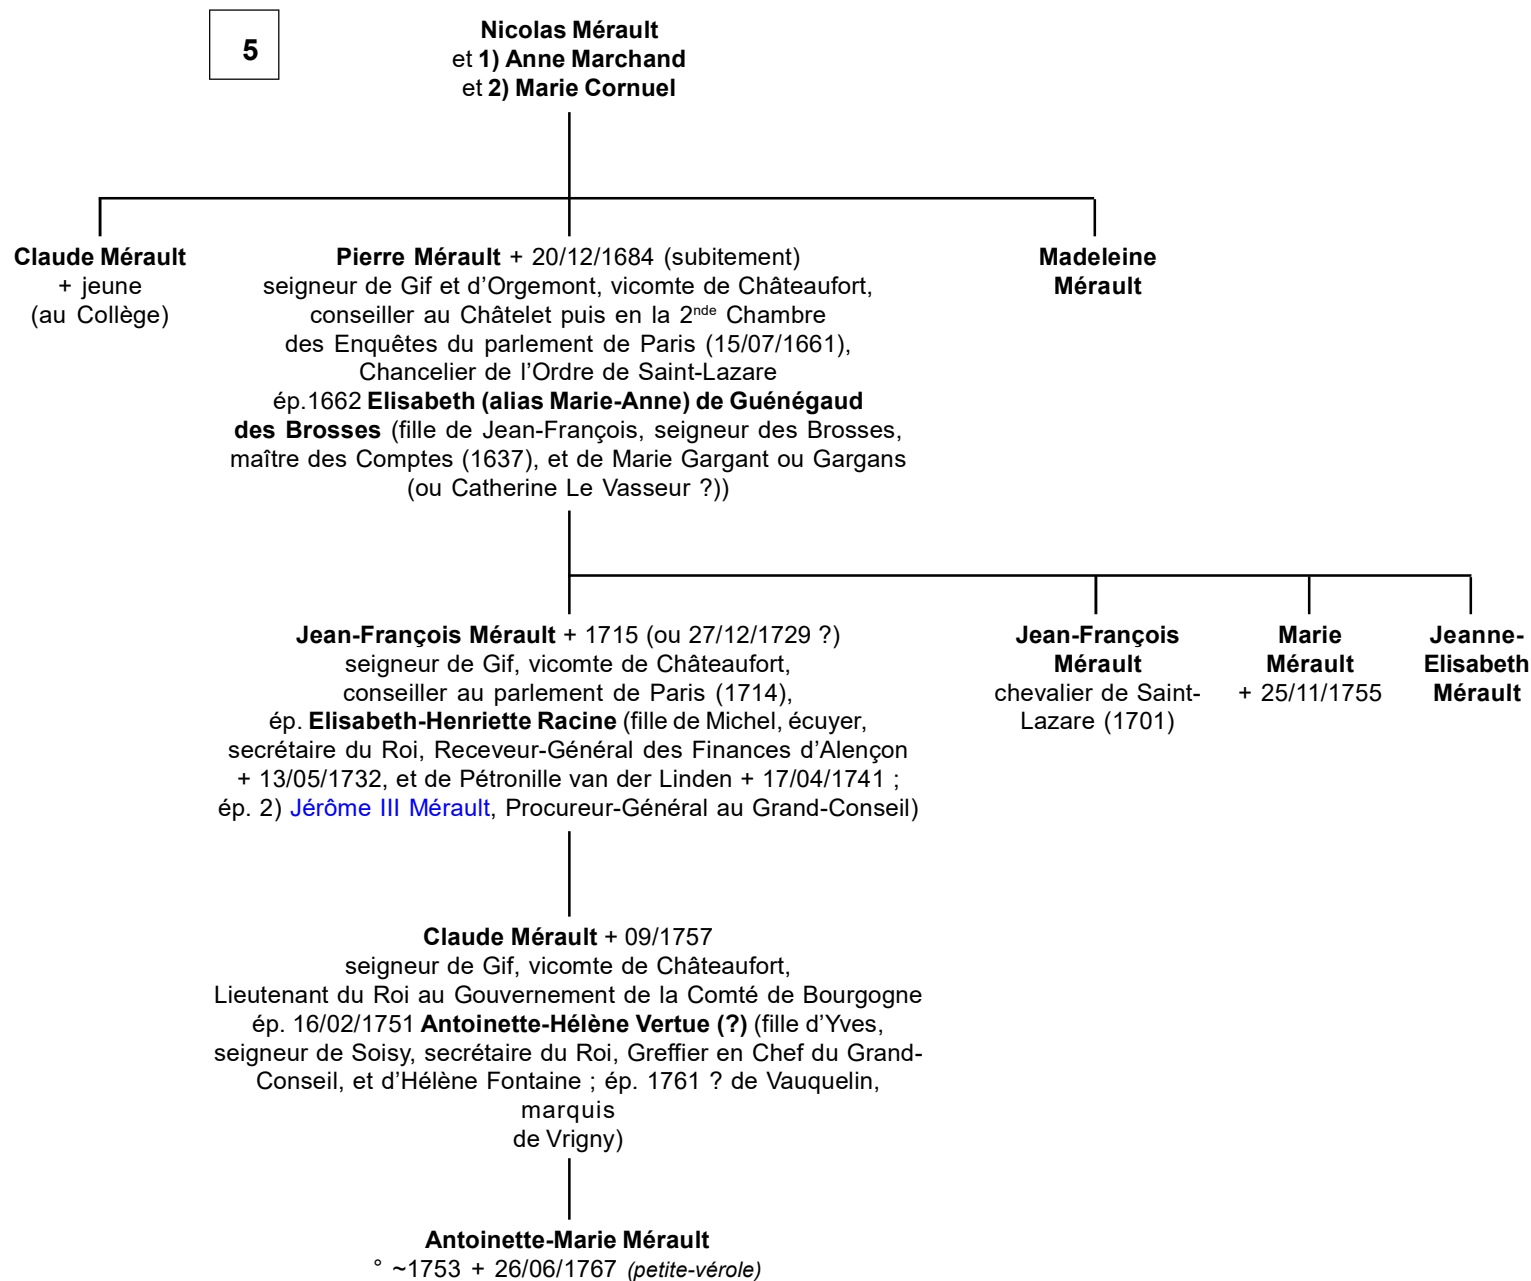 5
Nicolas Mérault
et 1) Anne Marchand
et 2) Marie Cornuel
Claude Mérault
+ jeune
(au Collège)
Pierre Mérault + 20/12/1684 (subitement)
seigneur de Gif et d’Orgemont, vicomte de Châteaufort,
conseiller au Châtelet puis en la 2nde Chambre
des Enquêtes du parlement de Paris (15/07/1661),
Chancelier de l’Ordre de Saint-Lazare
ép.1662 Elisabeth (alias Marie-Anne) de Guénégaud
des Brosses (fille de Jean-François, seigneur des Brosses,
maître des Comptes (1637), et de Marie Gargant ou Gargans
(ou Catherine Le Vasseur ?))
Madeleine
Mérault
Jean-François Mérault + 1715 (ou 27/12/1729 ?)
seigneur de Gif, vicomte de Châteaufort,
conseiller au parlement de Paris (1714),
ép. Elisabeth-Henriette Racine (fille de Michel, écuyer,
secrétaire du Roi, Receveur-Général des Finances d’Alençon
+ 13/05/1732, et de Pétronille van der Linden + 17/04/1741 ;
ép. 2) Jérôme III Mérault, Procureur-Général au Grand-Conseil)
Jean-François
Mérault
chevalier de Saint-
Lazare (1701)
Marie
Mérault
+ 25/11/1755
Jeanne-
Elisabeth
Mérault
Claude Mérault + 09/1757
seigneur de Gif, vicomte de Châteaufort,
Lieutenant du Roi au Gouvernement de la Comté de Bourgogne
ép. 16/02/1751 Antoinette-Hélène Vertue (?) (fille d’Yves,
seigneur de Soisy, secrétaire du Roi, Greffier en Chef du Grand-
Conseil, et d’Hélène Fontaine ; ép. 1761 ? de Vauquelin,
marquis
de Vrigny)
Antoinette-Marie Mérault
° ~1753 + 26/06/1767 (petite-vérole)